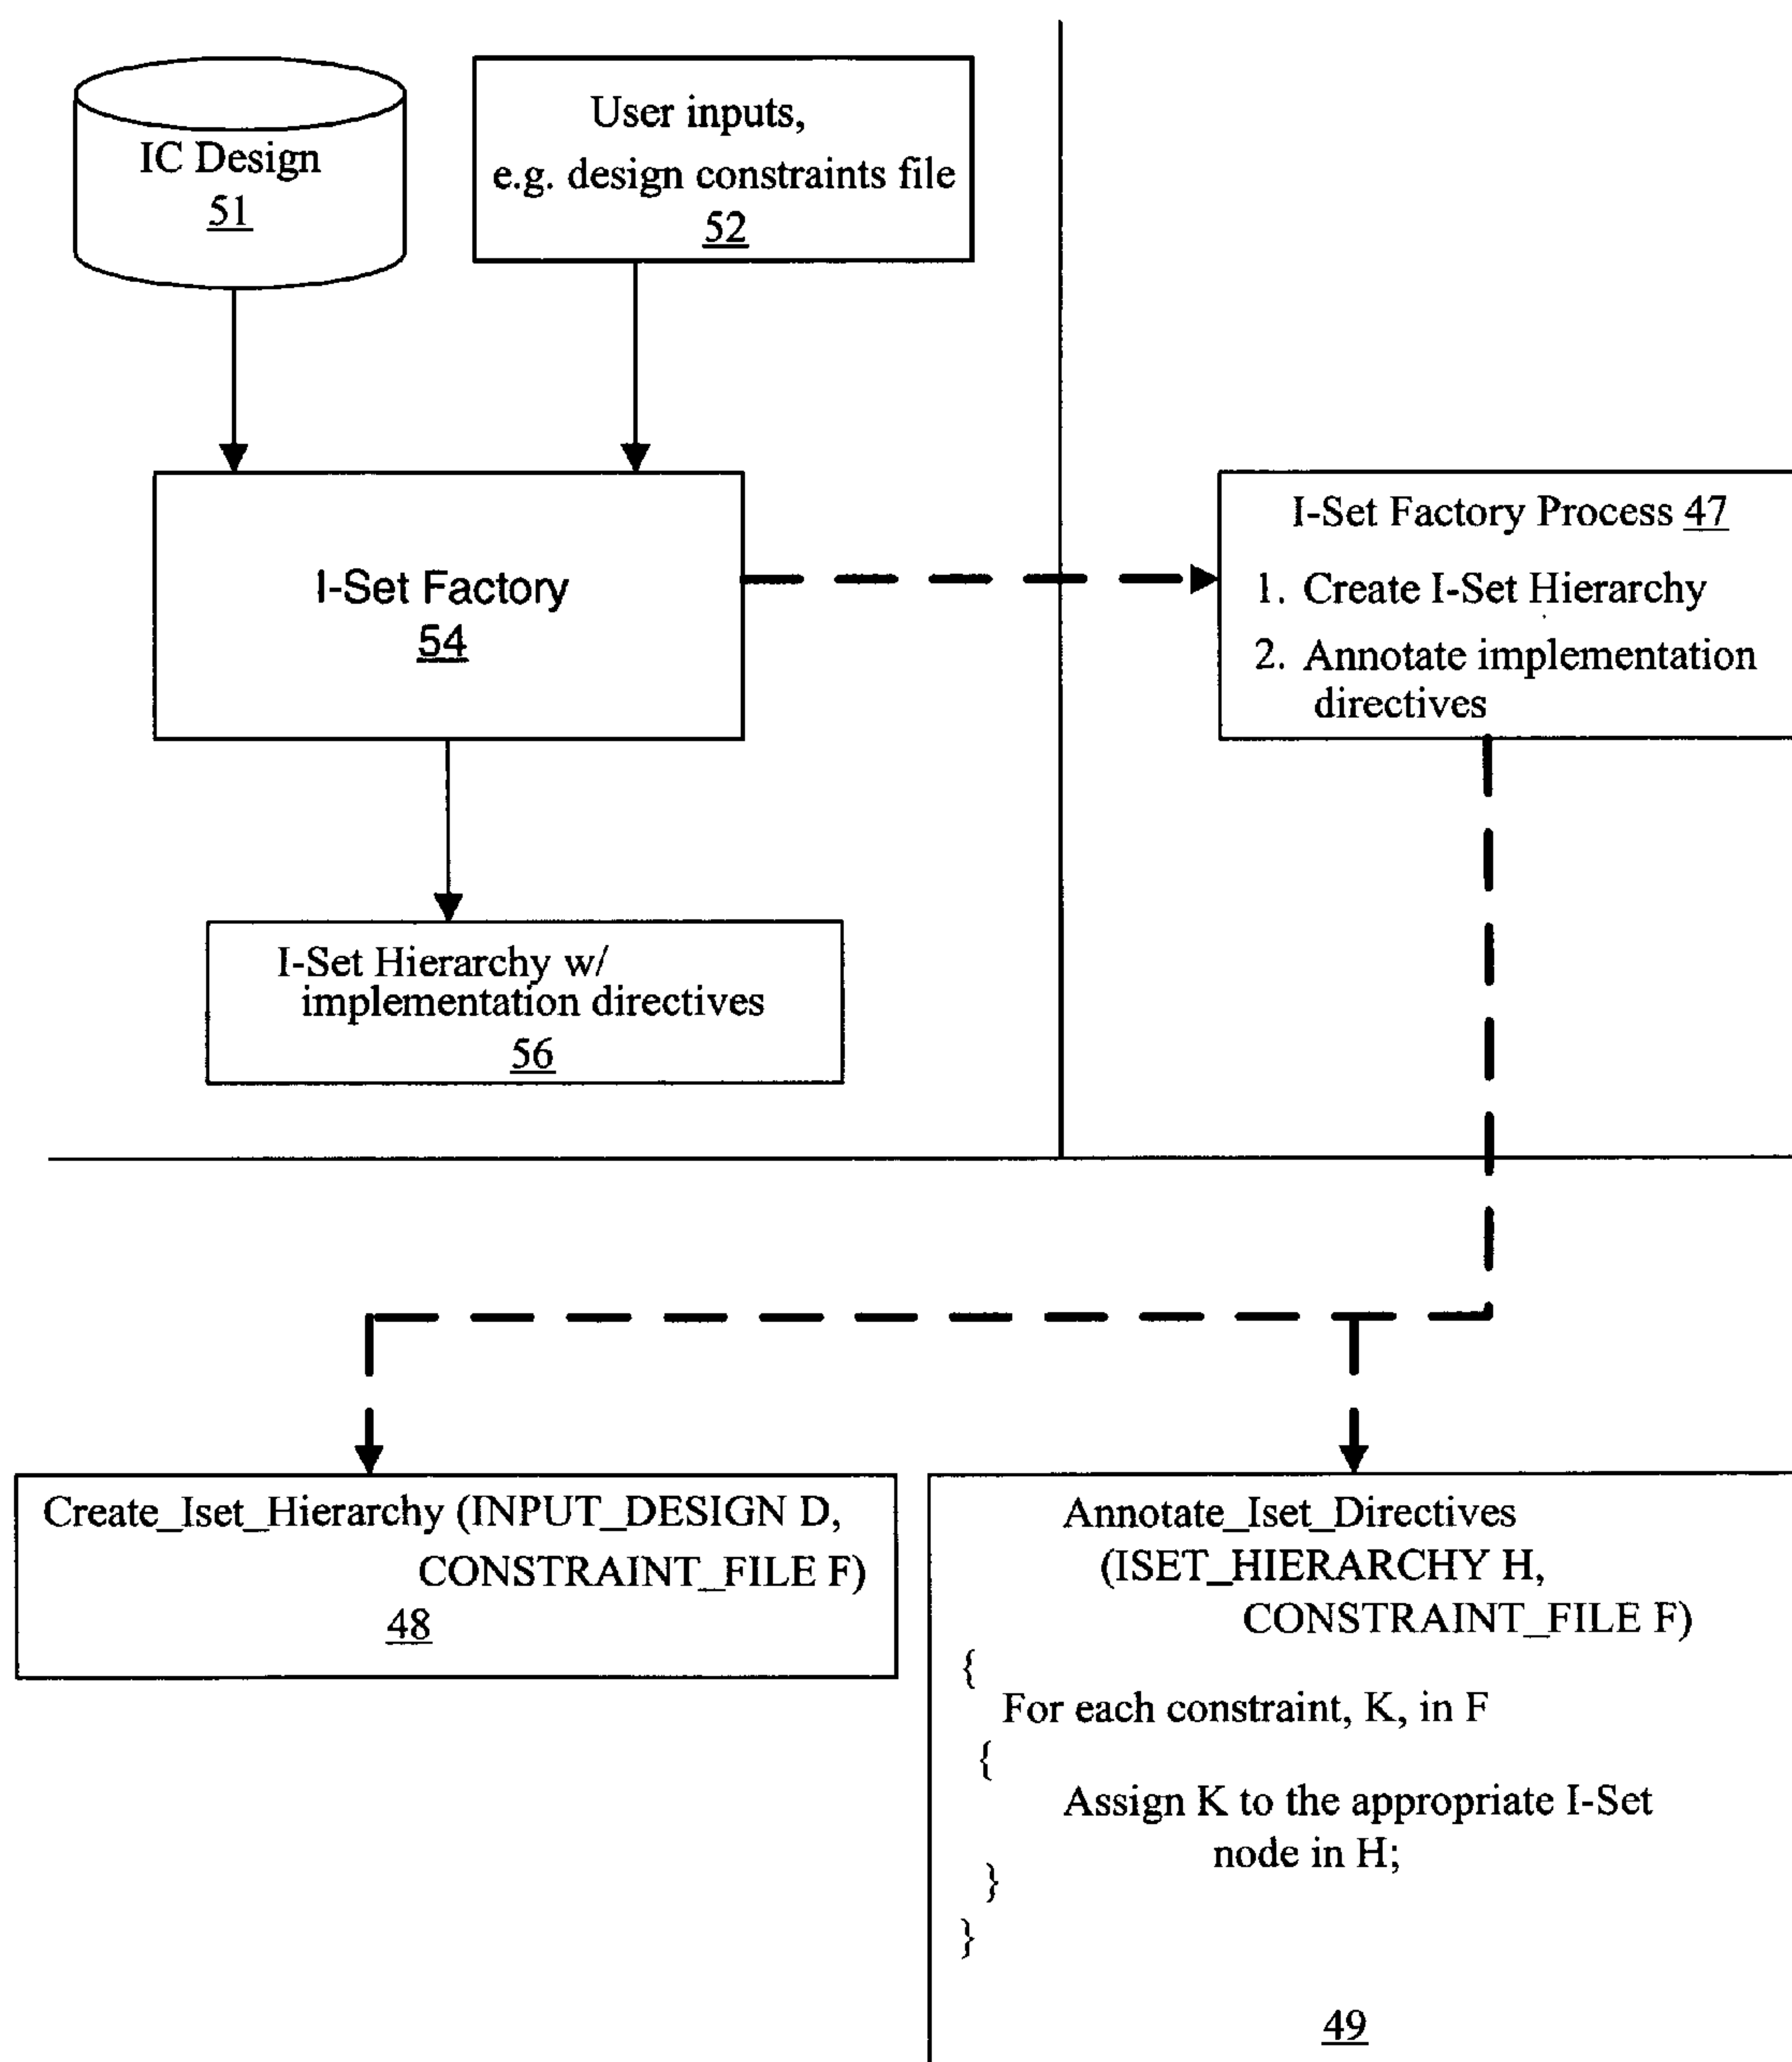 IC Design
51
User inputs,
e.g. design constraints file
52
I-Set Factory
54
I-Set Factory Process 47
1. Create I-Set Hierarchy
2. Annotate implementation
directives
I-Set Hierarchy w/
implementation directives
56
Create_Iset_Hierarchy (INPUT_DESIGN D,
CONSTRAINT_FILE F)
48
Annotate_Iset_Directives
(ISET_HIERARCHY H,
CONSTRAINT_FILE F)
{
For each constraint, K, in F
{
Assign K to the appropriate I-Set
node in H;
}
}
49